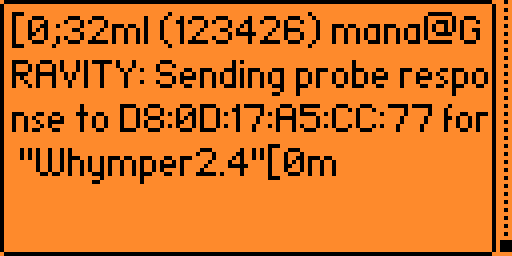 [0;32mI (123426) mana@G
RAVITY: Sending probe respo
nse to D8:0D:17:A5:CC:77 for
"Whymper2.4"[0m